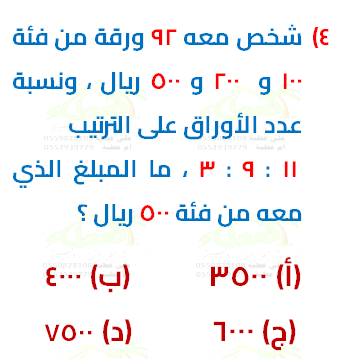 ٤) شخص معه ٩٢ ورقة من فئة
١٠٠ و ٢٠٠ و ٥٠٠ ريال ، ونسبة
عدد الأوراق على الترتيب
١١ : ٩ : ٣ ، ما المبلغ الذي
معه من فئة ٥٠٠ ريال ؟
(أ) ٣٥٠٠ (ب) ٤٠٠٠
(ج) ٦٠٠٠ (د) ٧٥٠٠